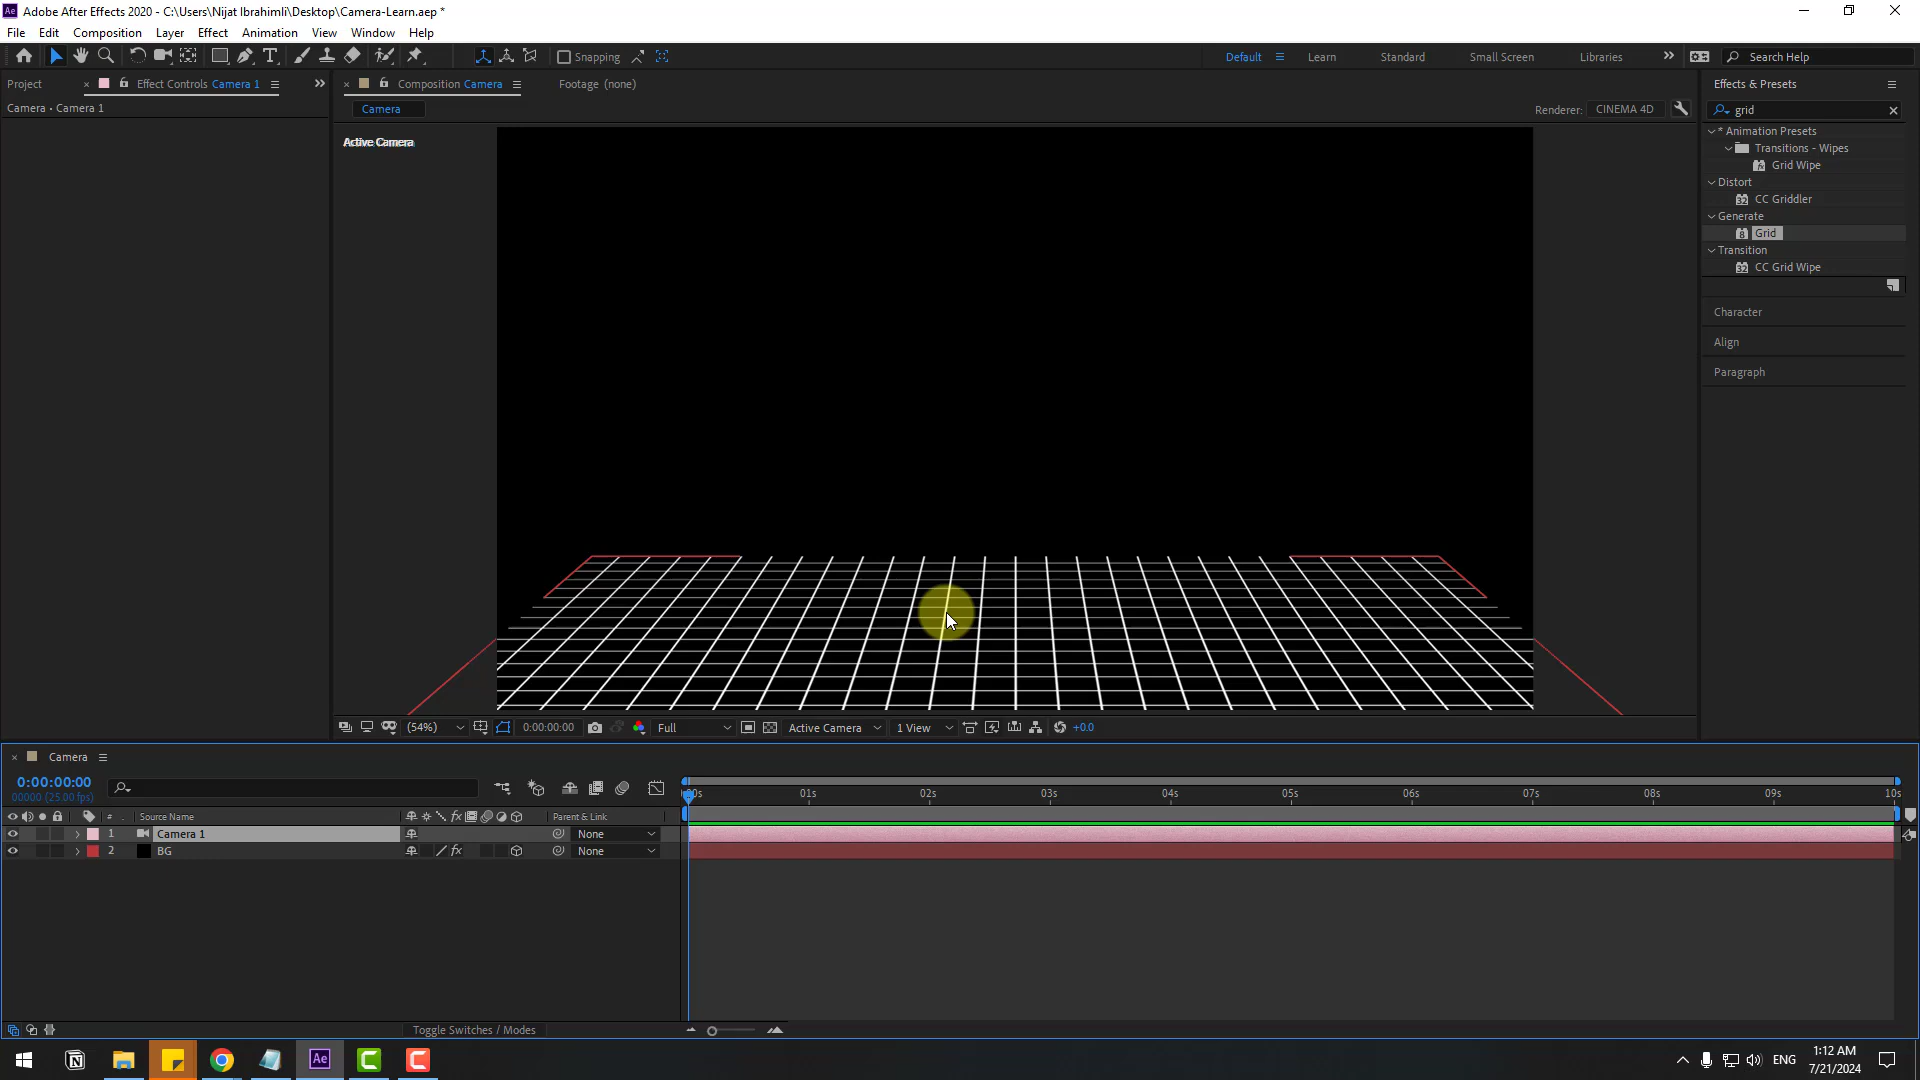 Adobe After Effects 2020 - C:\Users\Nijat Ibrahimli\Desktop\Camera-Learn.aep *
File Edit Composition Layer Effect Animation View Window Help
Snapping
Default Learn Standard Small Screen Libraries
Search Help
Project Effect Controls Camera 1
Composition Camera Footage (none)
Effects & Presets
Camera • Camera 1
Camera
Renderer: CINEMA 4D
grid
* Animation Presets
Transitions - Wipes
Grid Wipe
Distort
CC Griddler
Generate
Grid
Transition
CC Grid Wipe
Character
Align
Paragraph
Active Camera
(54%) 0:00:00:00 Full Active Camera 1 View +0.0
Camera
0:00:00:00
00000 (25.00 fps)
01s 02s 03s 04s 05s 06s 07s 08s 09s 10s
# Source Name Parent & Link
1 Camera 1 None
2 BG None
Toggle Switches / Modes
ENG
1:12 AM
7/21/2024